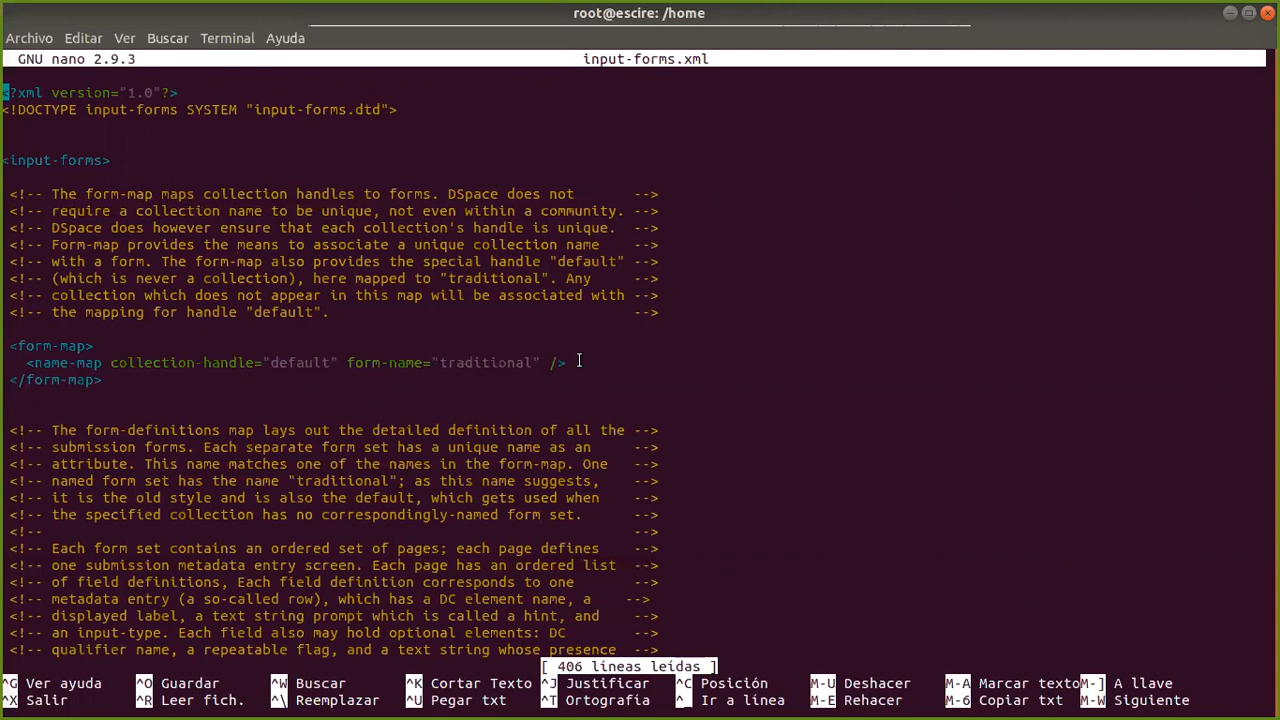 root@escire: /home
Archivo Editar Ver Buscar Terminal Ayuda
GNU nano 2.9.3 input-forms.xml
<?xml version="1.0"?>
<!DOCTYPE input-forms SYSTEM "input-forms.dtd">
<input-forms>
<!-- The form-map maps collection handles to forms. DSpace does not -->
<!-- require a collection name to be unique, not even within a community. -->
<!-- DSpace does however ensure that each collection's handle is unique. -->
<!-- Form-map provides the means to associate a unique collection name -->
<!-- with a form. The form-map also provides the special handle "default" -->
<!-- (which is never a collection), here mapped to "traditional". Any -->
<!-- collection which does not appear in this map will be associated with -->
<!-- the mapping for handle "default". -->
<form-map>
<name-map collection-handle="default" form-name="traditional" />
</form-map>
<!-- The form-definitions map lays out the detailed definition of all the -->
<!-- submission forms. Each separate form set has a unique name as an -->
<!-- attribute. This name matches one of the names in the form-map. One -->
<!-- named form set has the name "traditional"; as this name suggests, -->
<!-- it is the old style and is also the default, which gets used when -->
<!-- the specified collection has no correspondingly-named form set. -->
<!-- -->
<!-- Each form set contains an ordered set of pages; each page defines -->
<!-- one submission metadata entry screen. Each page has an ordered list -->
<!-- of field definitions, Each field definition corresponds to one -->
<!-- metadata entry (a so-called row), which has a DC element name, a -->
<!-- displayed label, a text string prompt which is called a hint, and -->
<!-- an input-type. Each field also may hold optional elements: DC -->
<!-- qualifier name, a repeatable flag, and a text string whose presence -->
[ 406 líneas leídas ]
^G Ver ayuda ^O Guardar ^W Buscar ^K Cortar Texto ^J Justificar ^C Posición M-U Deshacer M-A Marcar texto M-] A llave
^X Salir ^R Leer fich. ^\ Reemplazar ^U Pegar txt ^T Ortografía ^_ Ir a línea M-E Rehacer M-6 Copiar txt M-W Siguiente